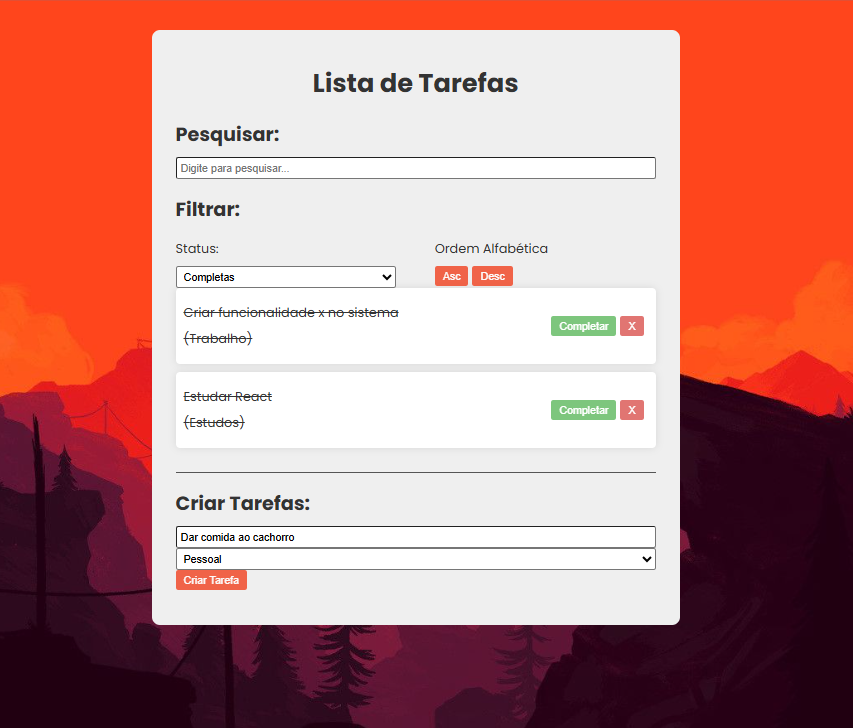 Lista de Tarefas
Pesquisar:
Digite para pesquisar...
Filtrar:
Status:
Ordem Alfabética
Completas
Asc Desc
Criar funcionalidade x no sistema
(Trabalho)
Completar X
Estudar React
(Estudos)
Completar X
Criar Tarefas:
Dar comida ao cachorro
Pessoal
Criar Tarefa